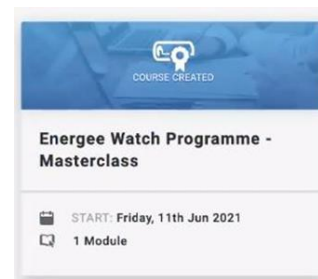 COURSE CREATED
Energee Watch Programme -
Masterclass
START: Friday, 11th Jun 2021
1 Module